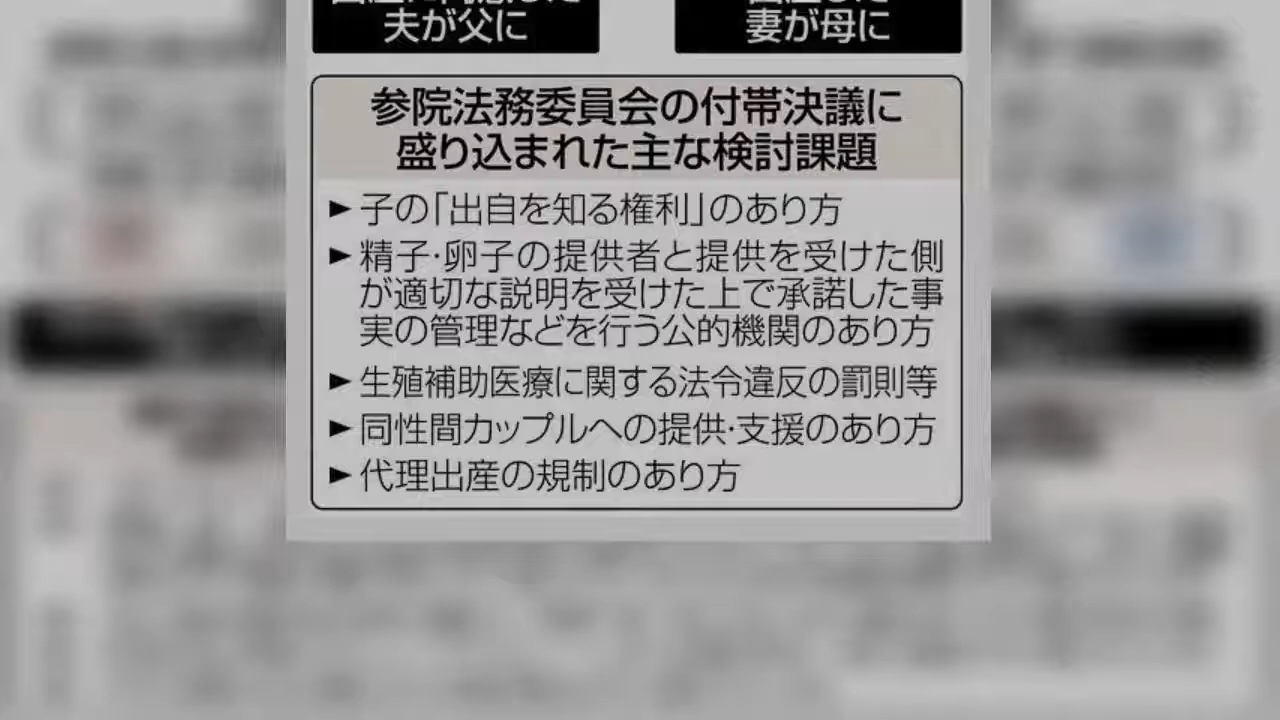 夫が父に
妻が母に
参院法務委員会の付帯決議に
盛り込まれた主な検討課題
►子の「出自を知る権利」のあり方
►精子・卵子の提供者と提供を受けた側
が適切な説明を受けた上で承諾した事
実の管理などを行う公的機関のあり方
►生殖補助医療に関する法令違反の罰則等
►同性間カップルへの提供・支援のあり方
►代理出産の規制のあり方